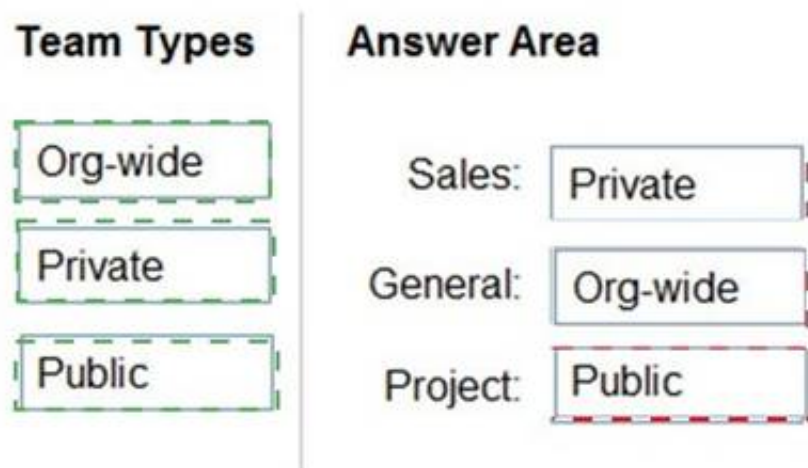 Team Types
Org-wide
Private
Public
Answer Area
Sales: Private
General: Org-wide
Project: Public